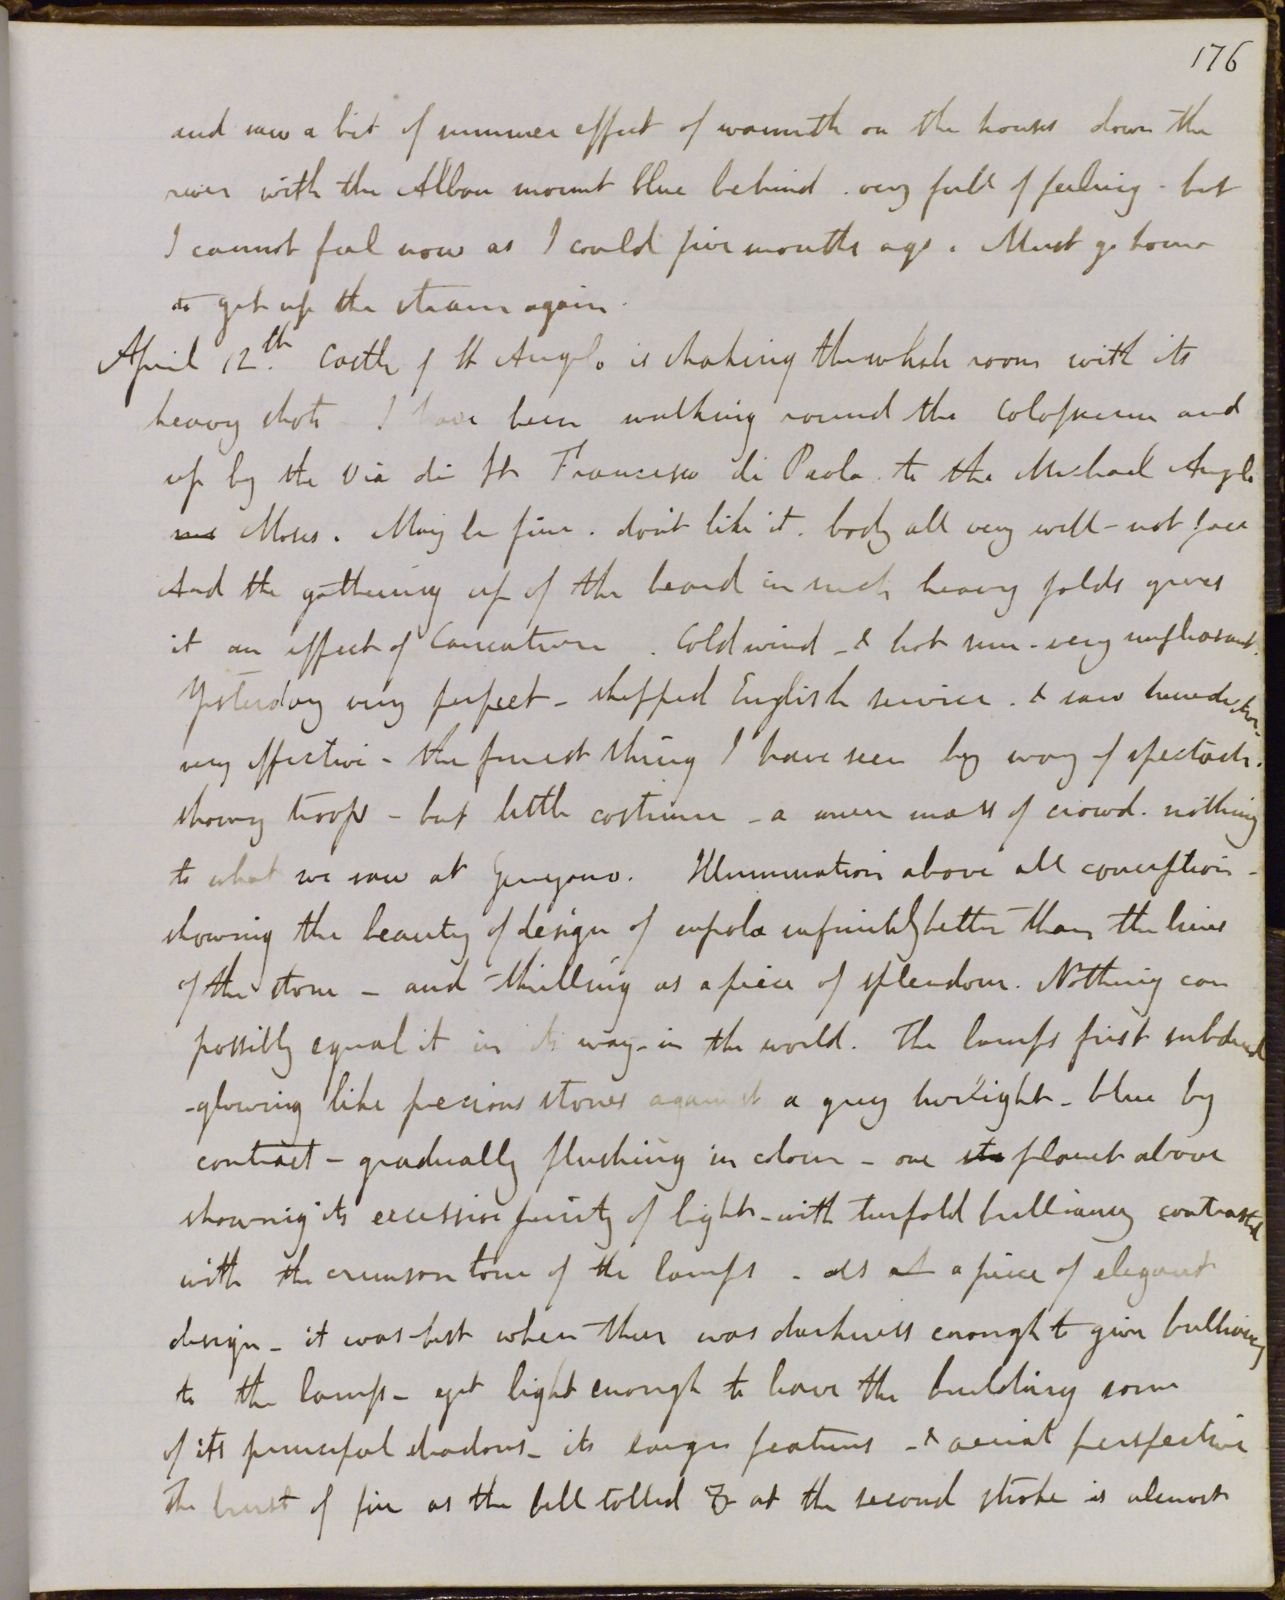 176
and saw a bit of summer effect of warmth on the houses down the
river with the Alban mount blue behind . very full of feeling - but
I cannot feel now as I could five months ago . Must go home
to get up the steam again .
April 12th. Castle of St Angelo is shaking the whole room with its
heavy shots - I have been walking round the Colosseum and
up by the Via di St Francesco di Paola to the Michael Angelo
Moses . May be fine . don't like it . body all very well - not face
And the gathering up of the beard in such heavy folds gives
it an effect of Caricature . Cold wind - & hot sun - very unpleasant .
Yesterday very perfect - skipped English service . & saw benediction -
very effective - the finest thing I have seen by way of spectacle .
showy troops - but little costume - a mere mass of crowd . nothing
to what we saw at Genzano . Illumination above all conception -
showing the beauty of design of cupola infinitely better than the lines
of the stone - and thrilling as a piece of splendour . Nothing can
possibly equal it in its way - in the world . The lamps first subdued
- glowing like precious stones against a grey twilight - blue by
contrast - gradually flushing in colour - one planet above
showing its excessive purity of light - with tenfold brilliancy contrasted
with the crimson tone of the lamps - As a piece of elegant
design - it was best when there was darkness enough to give brilliancy
to the lamps - yet light enough to leave the building some
of its principal shadows - its larger features - & aerial perspective
The burst of fire as the bell tolled at the second stroke is almost